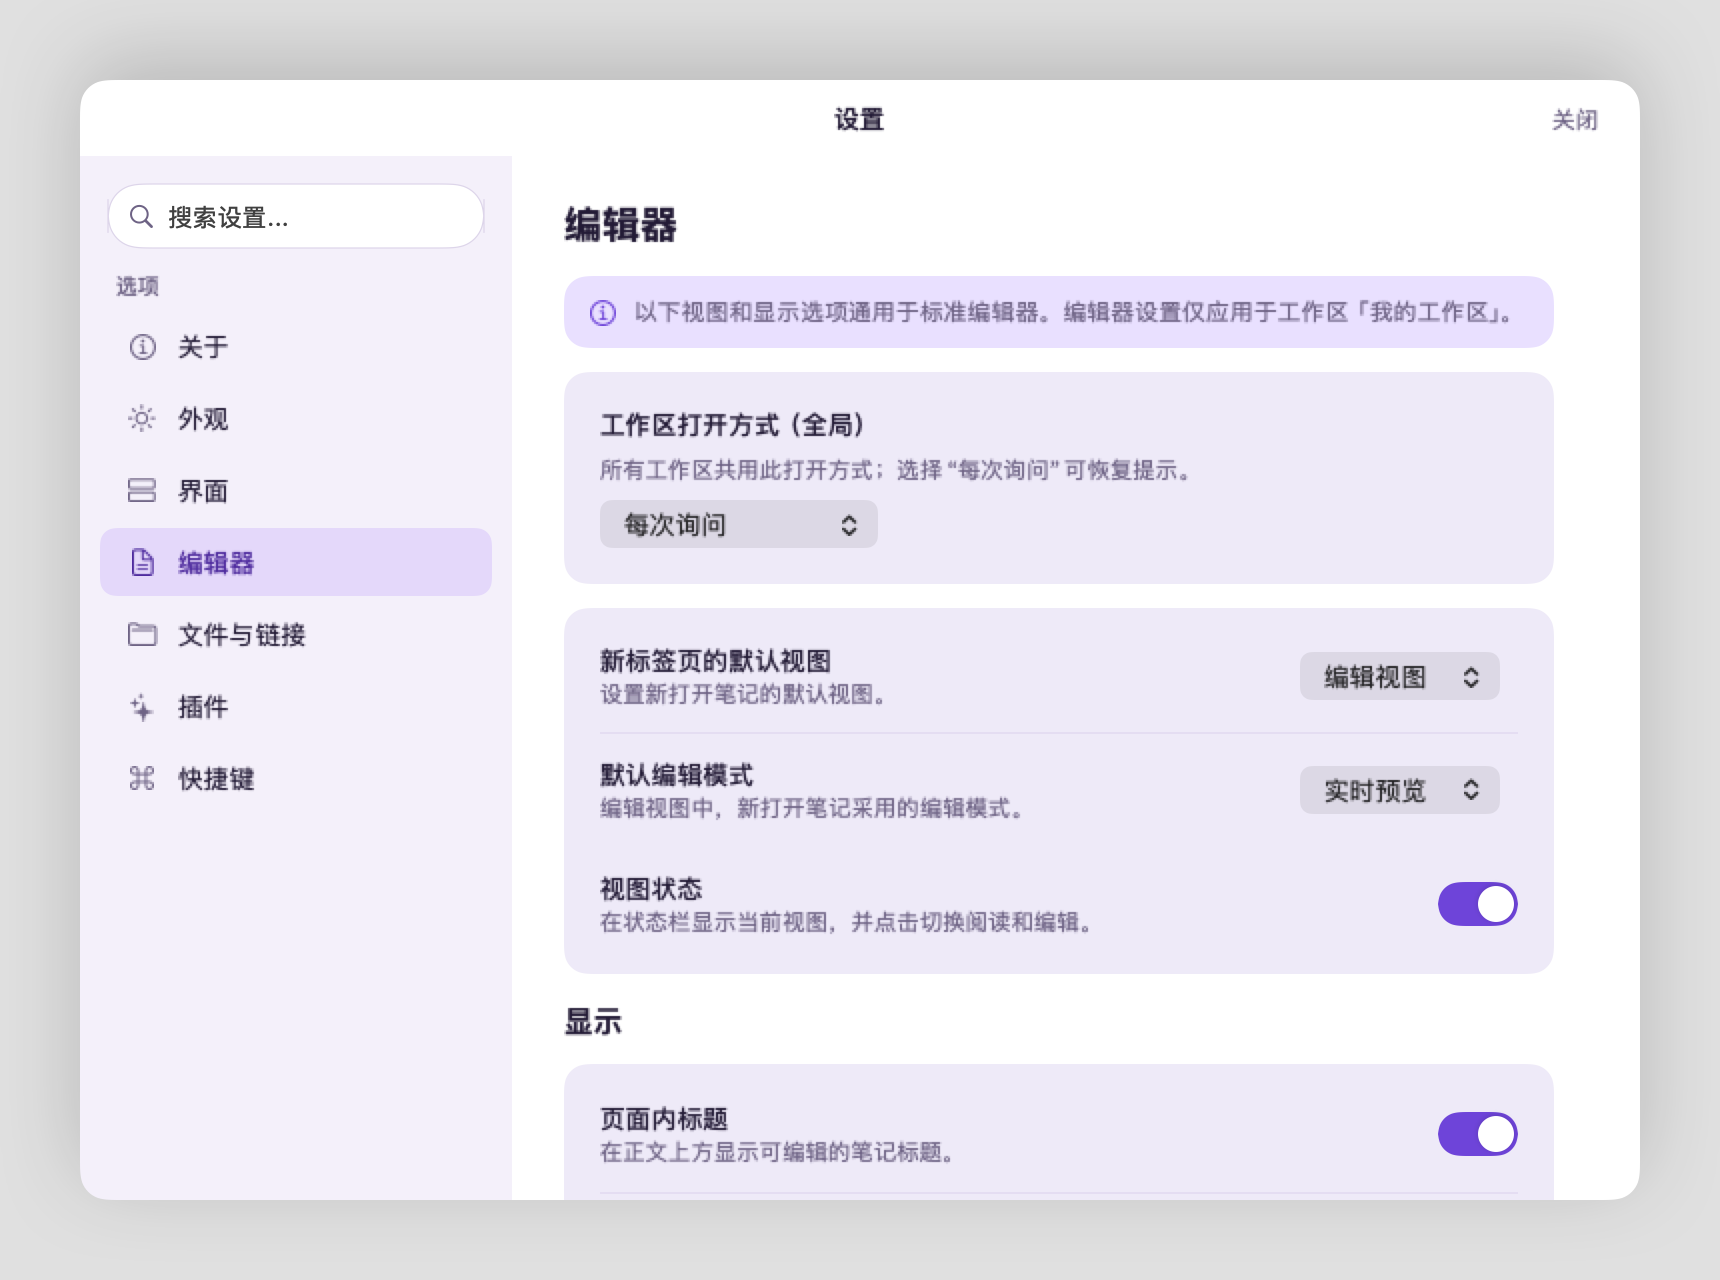 设置
关闭
搜索设置...
选项
关于
外观
界面
编辑器
文件与链接
插件
快捷键
编辑器
以下视图和显示选项通用于标准编辑器。编辑器设置仅应用于工作区「我的工作区」。
工作区打开方式（全局）
所有工作区共用此打开方式；选择“每次询问”可恢复提示。
每次询问
新标签页的默认视图
设置新打开笔记的默认视图。
编辑视图
默认编辑模式
编辑视图中，新打开笔记采用的编辑模式。
实时预览
视图状态
在状态栏显示当前视图，并点击切换阅读和编辑。
显示
页面内标题
在正文上方显示可编辑的笔记标题。